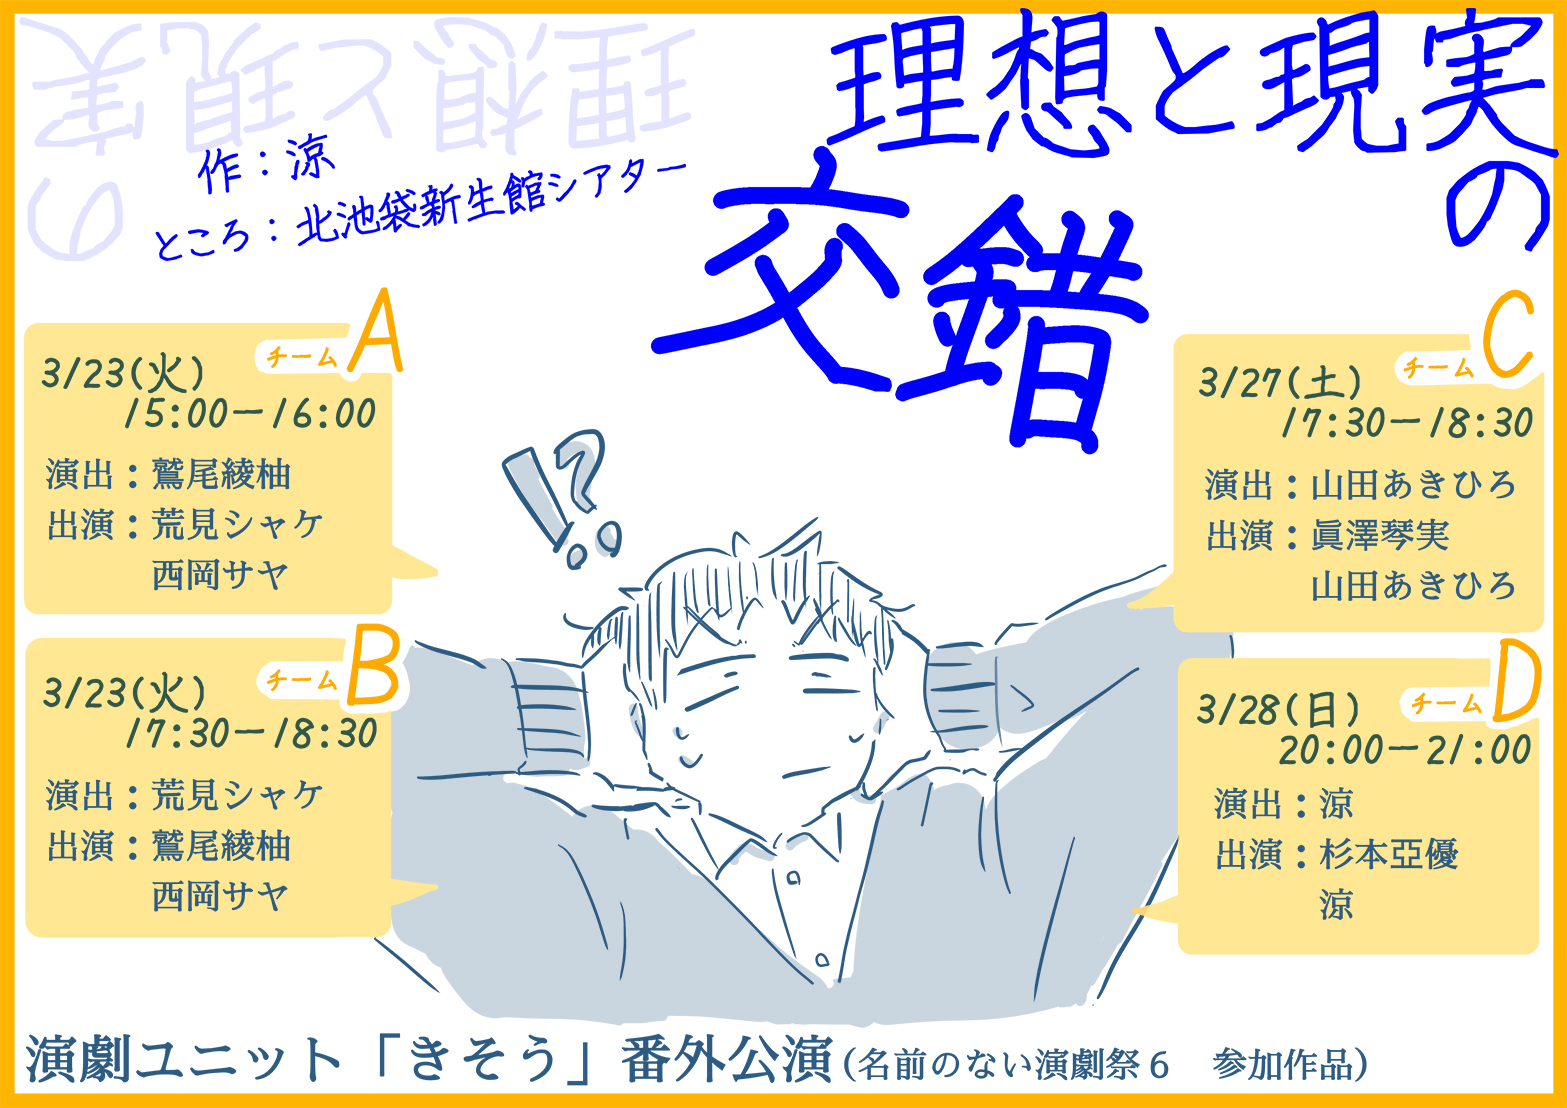 理想と現実の
交錯
理想と現実の
作：涼
ところ：北池袋新生館シアター
チームA
3/23(火)
15:00ー16:00
演出：鷲尾綾柚
出演：荒見シャケ
西岡サヤ
チームB
3/23(火)
17:30ー18:30
演出：荒見シャケ
出演：鷲尾綾柚
西岡サヤ
チームC
3/27(土)
17:30ー18:30
演出：山田あきひろ
出演：眞澤琴実
山田あきひろ
チームD
3/28(日)
20:00ー21:00
演出：涼
出演：杉本亞優
涼
!?
演劇ユニット「きそう」番外公演(名前のない演劇祭６　参加作品)